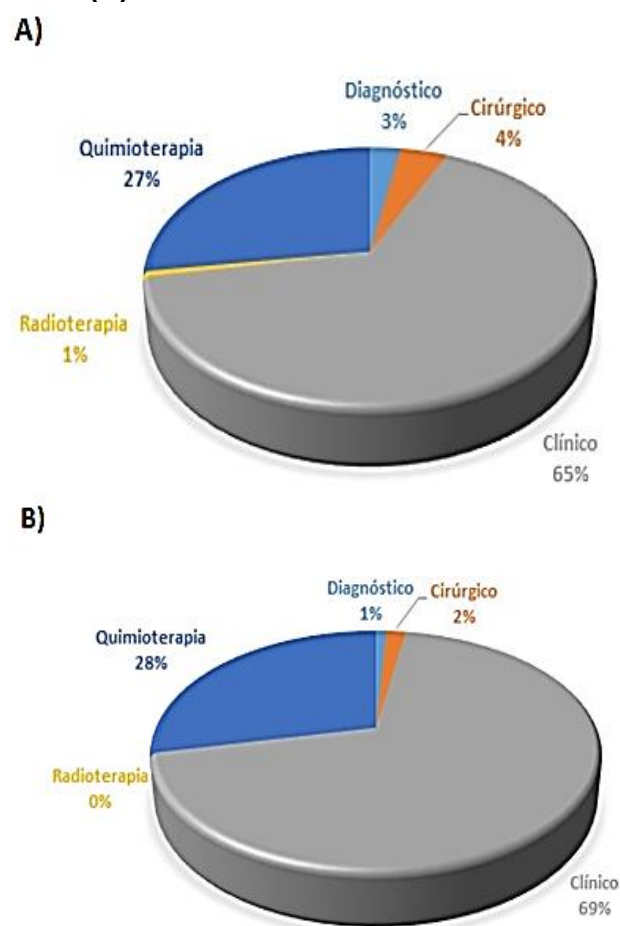 A)
Diagnóstico
3%
Cirúrgico
4%
Quimioterapia
27%
Radioterapia
1%
Clínico
65%
B)
Diagnóstico
1%
Cirúrgico
2%
Quimioterapia
28%
Radioterapia
0%
Clínico
69%